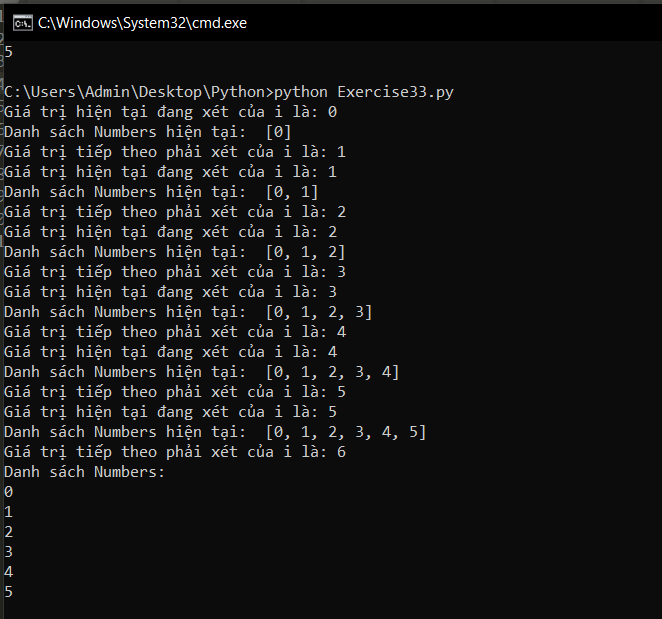 C:\Windows\System32\cmd.exe
5
C:\Users\Admin\Desktop\Python>python Exercise33.py
Giá trị hiện tại đang xét của i là: 0
Danh sách Numbers hiện tại:  [0]
Giá trị tiếp theo phải xét của i là: 1
Giá trị hiện tại đang xét của i là: 1
Danh sách Numbers hiện tại:  [0, 1]
Giá trị tiếp theo phải xét của i là: 2
Giá trị hiện tại đang xét của i là: 2
Danh sách Numbers hiện tại:  [0, 1, 2]
Giá trị tiếp theo phải xét của i là: 3
Giá trị hiện tại đang xét của i là: 3
Danh sách Numbers hiện tại:  [0, 1, 2, 3]
Giá trị tiếp theo phải xét của i là: 4
Giá trị hiện tại đang xét của i là: 4
Danh sách Numbers hiện tại:  [0, 1, 2, 3, 4]
Giá trị tiếp theo phải xét của i là: 5
Giá trị hiện tại đang xét của i là: 5
Danh sách Numbers hiện tại:  [0, 1, 2, 3, 4, 5]
Giá trị tiếp theo phải xét của i là: 6
Danh sách Numbers:
0
1
2
3
4
5